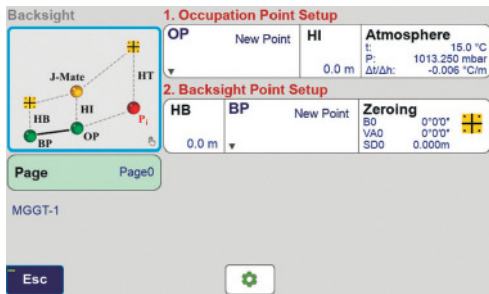 Backsight
J-Mate
HT
HB
HI
P₁
BP
OP
Page Page0
MGGT-1
Esc
1. Occupation Point Setup
OP New Point
HI
0.0 m
Atmosphere
t: 15.0 °C
P: 1013.250 mbar
Δt/Δh: -0.006 °C/m
2. Backsight Point Setup
HB
0.0 m
BP New Point
Zeroing
B0 0°0'0"
VA0 0°0'0"
SD0 0.000m